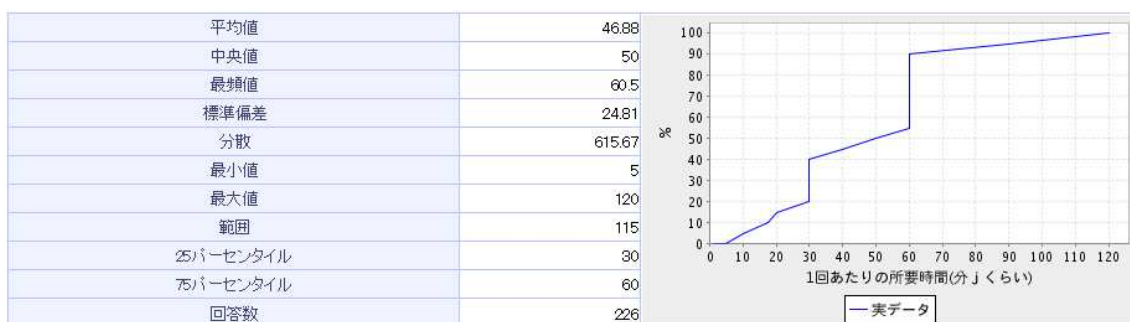 平均値 46.88
中央値 50
最頻値 60.5
標準偏差 24.81
分散 615.67
最小値 5
最大値 120
範囲 115
25パーセンタイル 30
75パーセンタイル 60
回答数 226
100
90
80
70
60
50
40
30
20
10
0
%
0 10 20 30 40 50 60 70 80 90 100 110 120
1回あたりの所要時間(分jくらい)
実データ